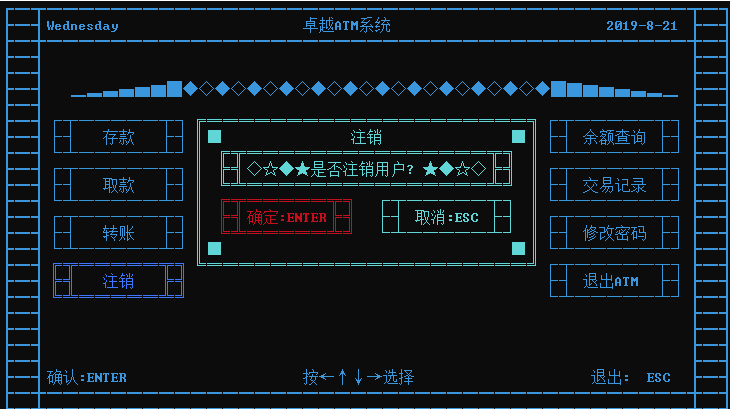 Wednesday 卓越ATM系统 2019-8-21
存款 注销 余额查询
◇☆◆★是否注销用户? ★◆☆◇
取款 交易记录
确定:ENTER 取消:ESC
转账 修改密码
注销 退出ATM
确认:ENTER 按←↑↓→选择 退出: ESC